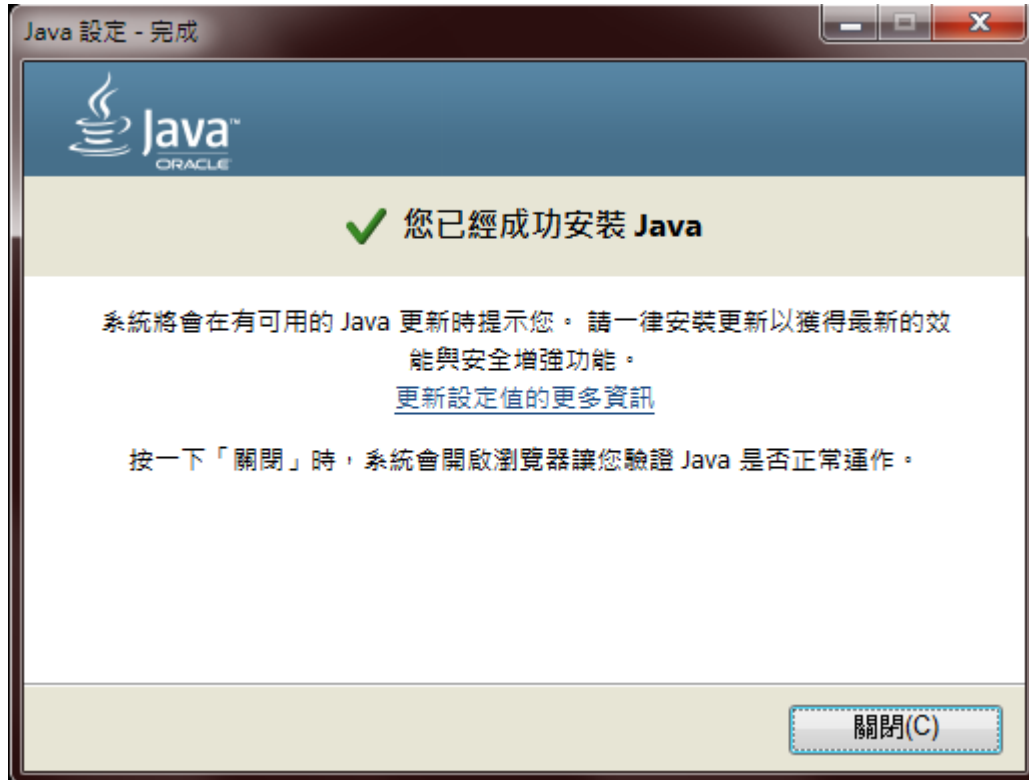 Java 設定 - 完成
Java™
ORACLE
您已經成功安裝 Java
系統將會在有可用的 Java 更新時提示您。 請一律安裝更新以獲得最新的效
能與安全增強功能。
更新設定值的更多資訊
按一下「關閉」時，系統會開啟瀏覽器讓您驗證 Java 是否正常運作。
關閉(C)